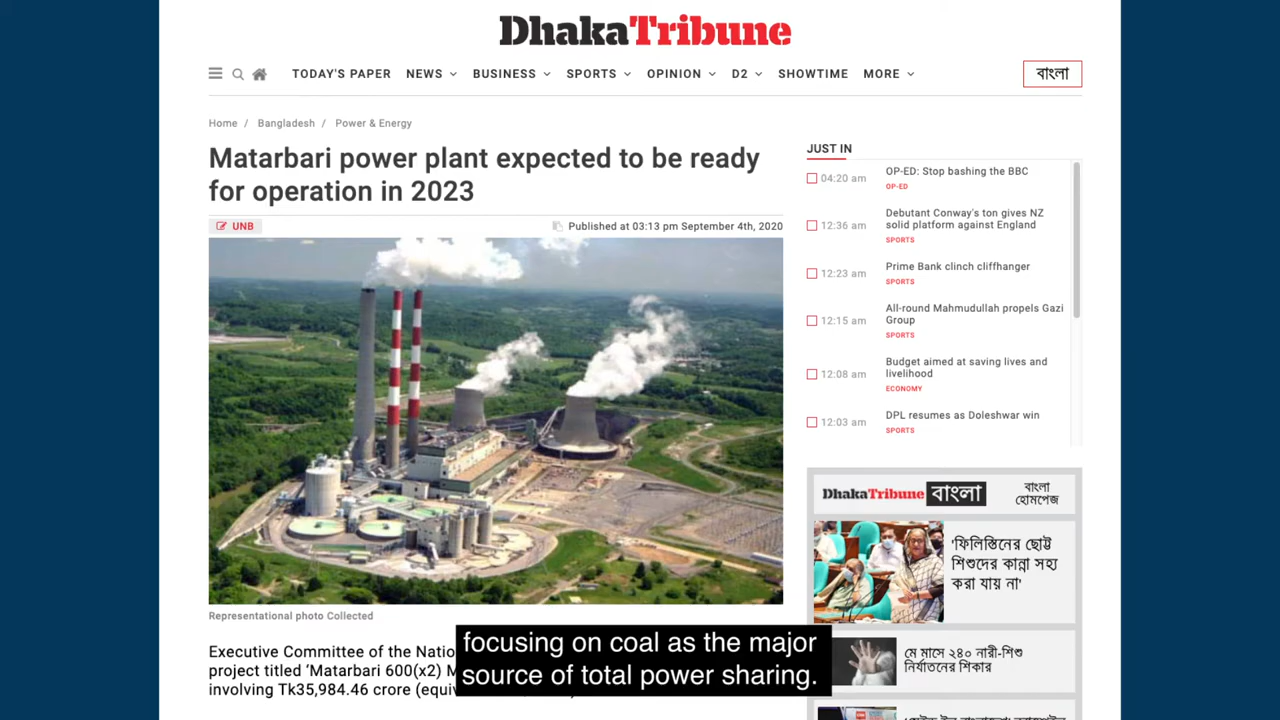 DhakaTribune
TODAY'S PAPER NEWS BUSINESS SPORTS OPINION D2 SHOWTIME MORE বাংলা
Home / Bangladesh / Power & Energy
Matarbari power plant expected to be ready
for operation in 2023
UNB
Published at 03:13 pm September 4th, 2020
Representational photo Collected
Executive Committee of the Natio
project titled ‘Matarbari 600(x2) M
involving Tk35,984.46 crore (equiv
focusing on coal as the major
source of total power sharing.
JUST IN
04:20 am
OP-ED: Stop bashing the BBC
OP-ED
12:36 am
Debutant Conway's ton gives NZ
solid platform against England
SPORTS
12:23 am
Prime Bank clinch cliffhanger
SPORTS
12:15 am
All-round Mahmudullah propels Gazi
Group
SPORTS
12:08 am
Budget aimed at saving lives and
livelihood
ECONOMY
12:03 am
DPL resumes as Doleshwar win
SPORTS
DhakaTribune বাংলা
বাংলা
হোমপেজ
'ফিলিস্তিনের ছোট্ট
শিশুদের কান্না সহ্য
করা যায় না'
মে মাসে ২৪০ নারী-শিশু
নির্যাতনের শিকার